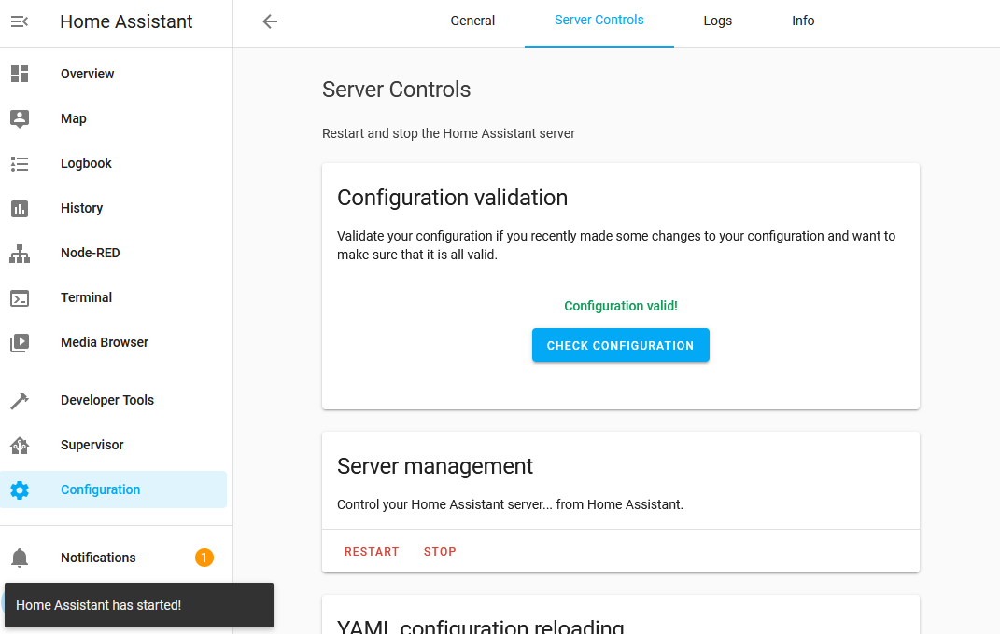 Home Assistant
General
Server Controls
Logs
Info
Overview
Map
Logbook
History
Node-RED
Terminal
Media Browser
Developer Tools
Supervisor
Configuration
Notifications
1
Home Assistant has started!
Server Controls
Restart and stop the Home Assistant server
Configuration validation
Validate your configuration if you recently made some changes to your configuration and want to
make sure that it is all valid.
Configuration valid!
CHECK CONFIGURATION
Server management
Control your Home Assistant server... from Home Assistant.
RESTART
STOP
YAML configuration reloading